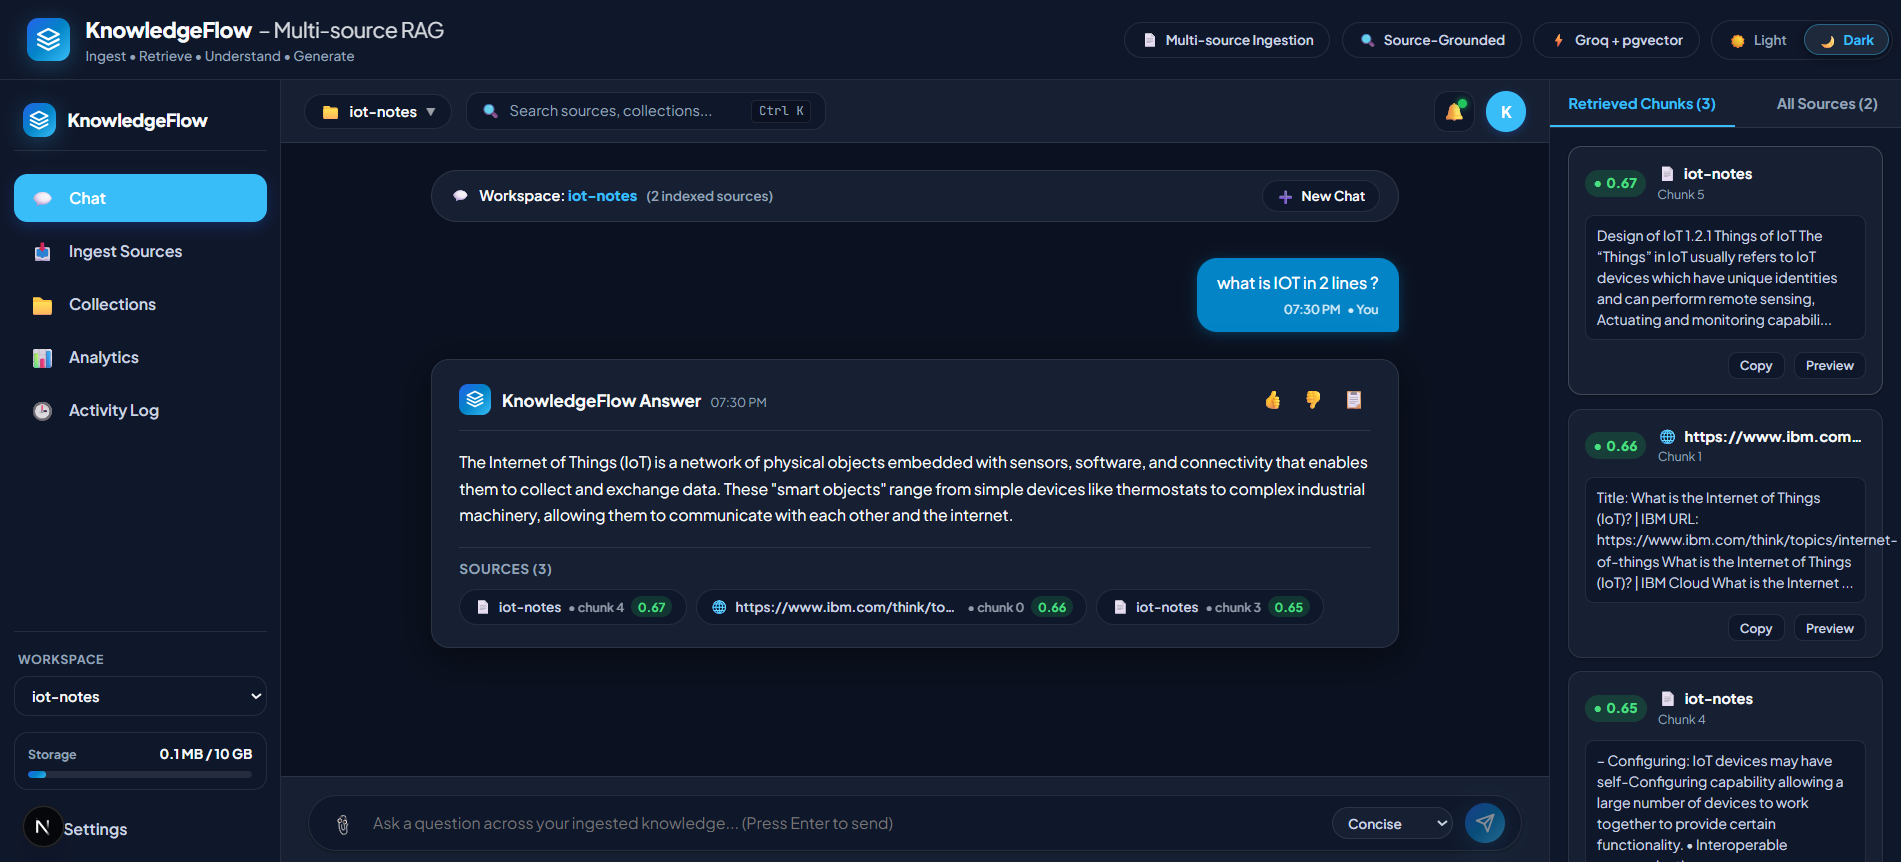 KnowledgeFlow – Multi-source RAG
Ingest • Retrieve • Understand • Generate
Multi-source Ingestion
Source-Grounded
Groq + pgvector
Light
Dark
KnowledgeFlow
Chat
Ingest Sources
Collections
Analytics
Activity Log
WORKSPACE
iot-notes
Storage 0.1 MB / 10 GB
N
Settings
iot-notes ▼
Search sources, collections... Ctrl K
K
Workspace: iot-notes (2 indexed sources)
New Chat
what is IOT in 2 lines ?
07:30 PM • You
KnowledgeFlow Answer 07:30 PM
The Internet of Things (IoT) is a network of physical objects embedded with sensors, software, and connectivity that enables
them to collect and exchange data. These "smart objects" range from simple devices like thermostats to complex industrial
machinery, allowing them to communicate with each other and the internet.
SOURCES (3)
iot-notes • chunk 4 0.67
https://www.ibm.com/think/to... • chunk 0 0.66
iot-notes • chunk 3 0.65
Ask a question across your ingested knowledge... (Press Enter to send)
Concise
Retrieved Chunks (3)
All Sources (2)
• 0.67 iot-notes
Chunk 5
Design of IoT 1.2.1 Things of IoT The
“Things” in IoT usually refers to IoT
devices which have unique identities
and can perform remote sensing,
Actuating and monitoring capabili...
Copy
Preview
• 0.66 https://www.ibm.com...
Chunk 1
Title: What is the Internet of Things
(IoT)? | IBM URL:
https://www.ibm.com/think/topics/internet-
of-things What is the Internet of Things
(IoT)? | IBM Cloud What is the Internet ...
Copy
Preview
• 0.65 iot-notes
Chunk 4
– Configuring: IoT devices may have
self-Configuring capability allowing a
large number of devices to work
together to provide certain
functionality. • Interoperable